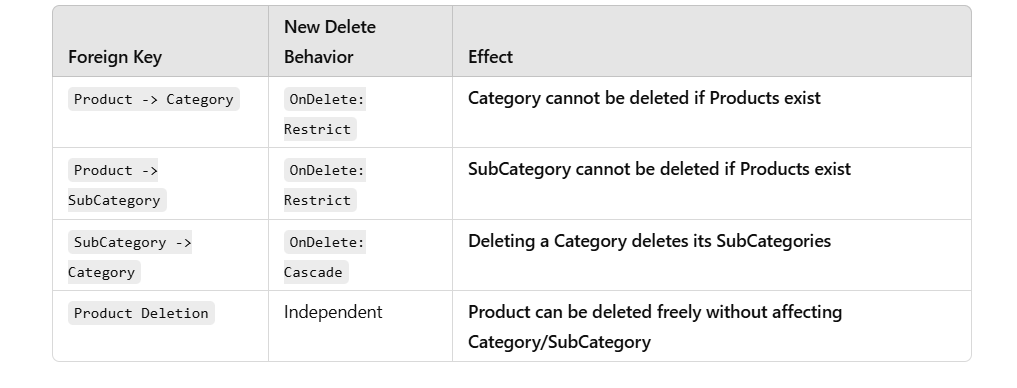 Foreign Key
New Delete
Behavior
Effect
Product -> Category
OnDelete:
Restrict
Category cannot be deleted if Products exist
Product ->
SubCategory
OnDelete:
Restrict
SubCategory cannot be deleted if Products exist
SubCategory ->
Category
OnDelete:
Cascade
Deleting a Category deletes its SubCategories
Product Deletion
Independent
Product can be deleted freely without affecting
Category/SubCategory